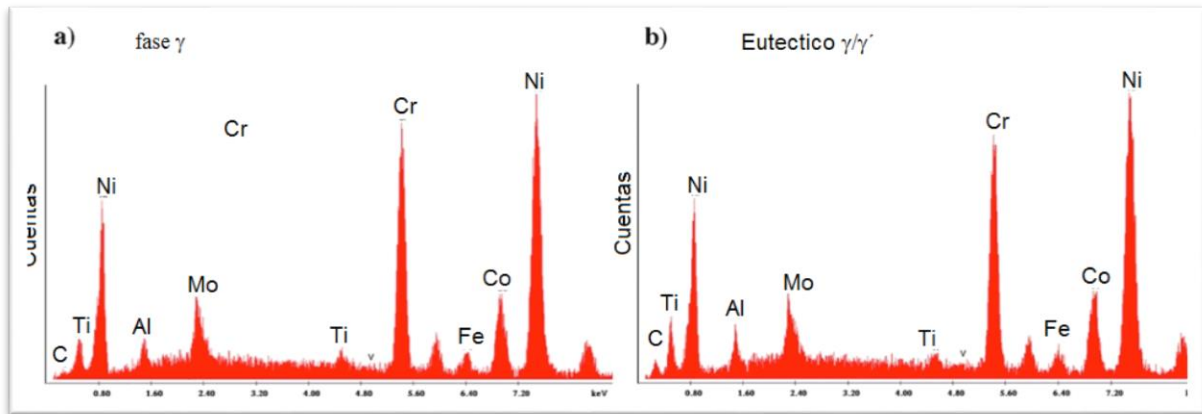 a) fase γ
Cuentas
Cr
Ni
Cr
Ni
Mo
Co
Ti
Al
Ti
Fe
C
v
0.80 1.60 2.40 3.20 4.00 4.80 5.60 6.40 7.20 keV
b) Eutectico γ/γ´
Cuentas
Ni
Cr
Ni
Mo
Co
Ti
Al
Ti
Fe
C
v
0.80 1.60 2.40 3.20 4.00 4.80 5.60 6.40 7.20